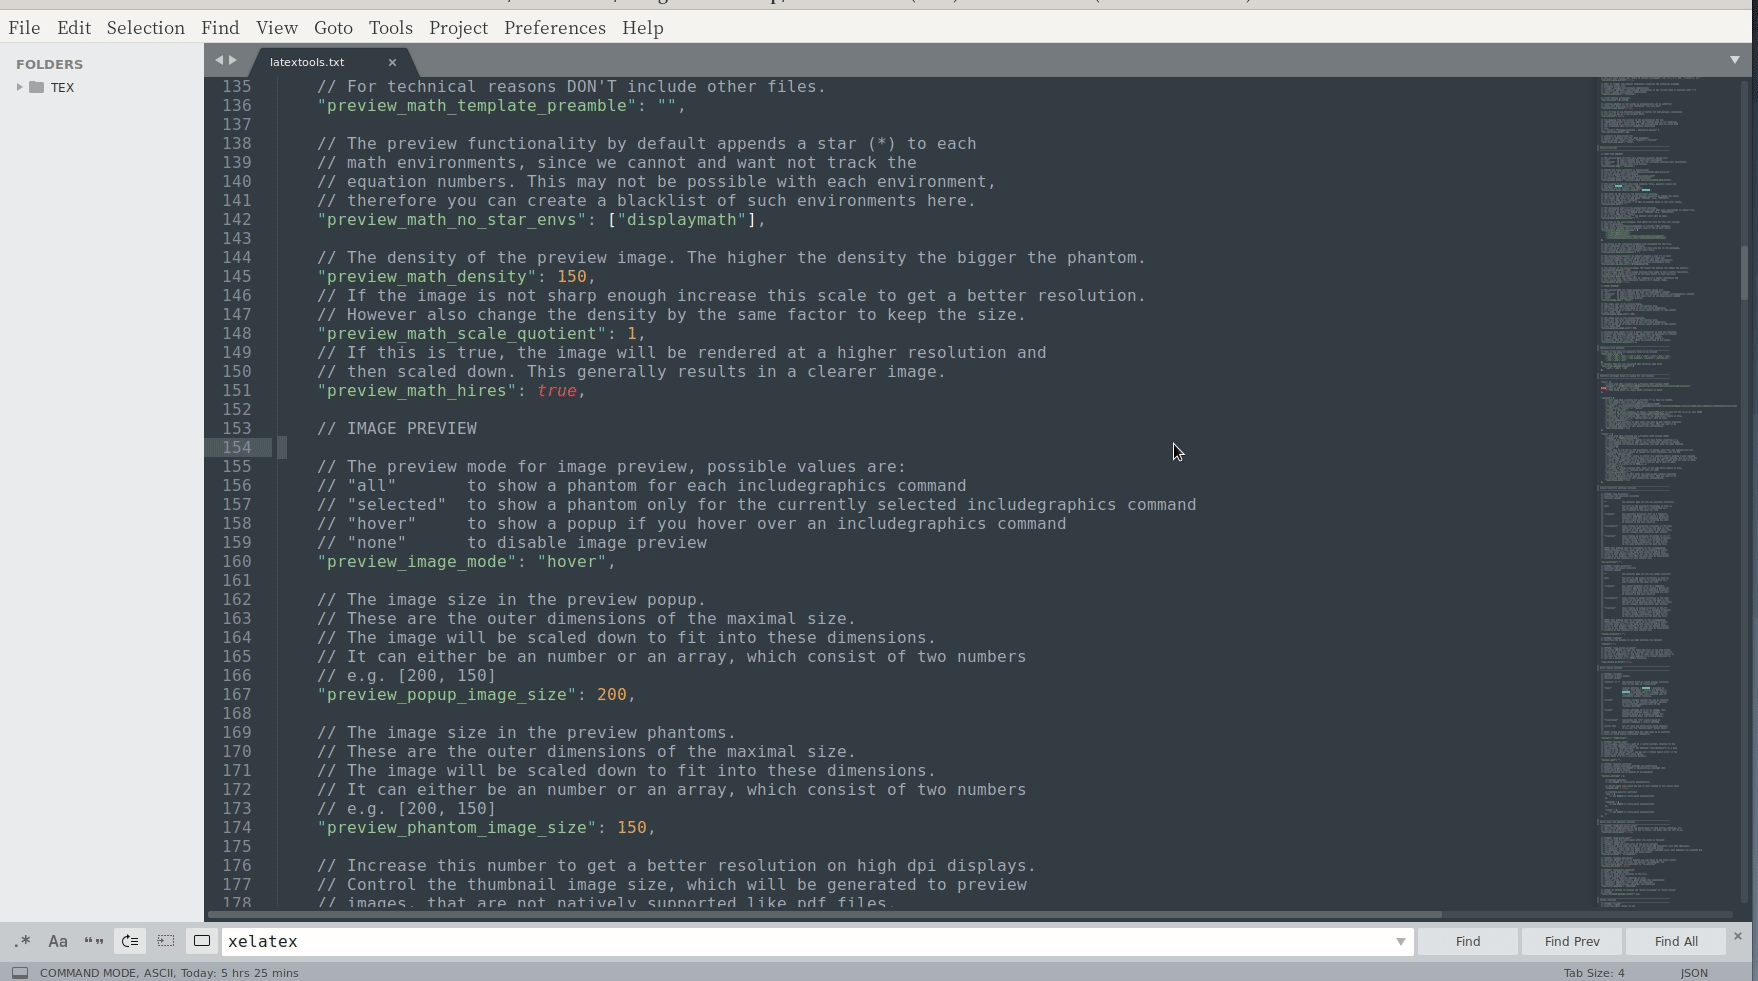 File Edit Selection Find View Goto Tools Project Preferences Help
FOLDERS
TEX
latextools.txt
135 // For technical reasons DON'T include other files.
136 "preview_math_template_preamble": "",
137
138 // The preview functionality by default appends a star (*) to each
139 // math environments, since we cannot and want not track the
140 // equation numbers. This may not be possible with each environment,
141 // therefore you can create a blacklist of such environments here.
142 "preview_math_no_star_envs": ["displaymath"],
143
144 // The density of the preview image. The higher the density the bigger the phantom.
145 "preview_math_density": 150,
146 // If the image is not sharp enough increase this scale to get a better resolution.
147 // However also change the density by the same factor to keep the size.
148 "preview_math_scale_quotient": 1,
149 // If this is true, the image will be rendered at a higher resolution and
150 // then scaled down. This generally results in a clearer image.
151 "preview_math_hires": true,
152
153 // IMAGE PREVIEW
154
155 // The preview mode for image preview, possible values are:
156 // "all" to show a phantom for each includegraphics command
157 // "selected" to show a phantom only for the currently selected includegraphics command
158 // "hover" to show a popup if you hover over an includegraphics command
159 // "none" to disable image preview
160 "preview_image_mode": "hover",
161
162 // The image size in the preview popup.
163 // These are the outer dimensions of the maximal size.
164 // The image will be scaled down to fit into these dimensions.
165 // It can either be an number or an array, which consist of two numbers
166 // e.g. [200, 150]
167 "preview_popup_image_size": 200,
168
169 // The image size in the preview phantoms.
170 // These are the outer dimensions of the maximal size.
171 // The image will be scaled down to fit into these dimensions.
172 // It can either be an number or an array, which consist of two numbers
173 // e.g. [200, 150]
174 "preview_phantom_image_size": 150,
175
176 // Increase this number to get a better resolution on high dpi displays.
177 // Control the thumbnail image size, which will be generated to preview
178 // images, that are not natively supported like pdf files.
.* Aa “” xelatex Find Find Prev Find All
COMMAND MODE, ASCII, Today: 5 hrs 25 mins Tab Size: 4 JSON